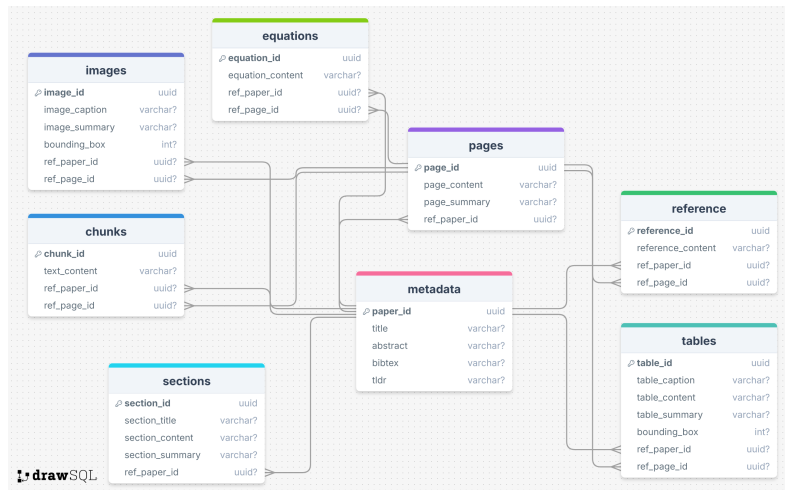 equations
equation_id uuid
equation_content varchar?
ref_paper_id uuid?
ref_page_id uuid?
images
image_id uuid
image_caption varchar?
image_summary varchar?
bounding_box int?
ref_paper_id uuid?
ref_page_id uuid?
pages
page_id uuid
page_content varchar?
page_summary varchar?
ref_paper_id uuid?
chunks
chunk_id uuid
text_content varchar?
ref_paper_id uuid?
ref_page_id uuid?
reference
reference_id uuid
reference_content varchar?
ref_paper_id uuid?
ref_page_id uuid?
metadata
paper_id uuid
title varchar?
abstract varchar?
bibtex varchar?
tldr varchar?
tables
table_id uuid
table_caption varchar?
table_content varchar?
table_summary varchar?
bounding_box int?
ref_paper_id uuid?
ref_page_id uuid?
sections
section_id uuid
section_title varchar?
section_content varchar?
section_summary varchar?
ref_paper_id uuid?
drawSQL